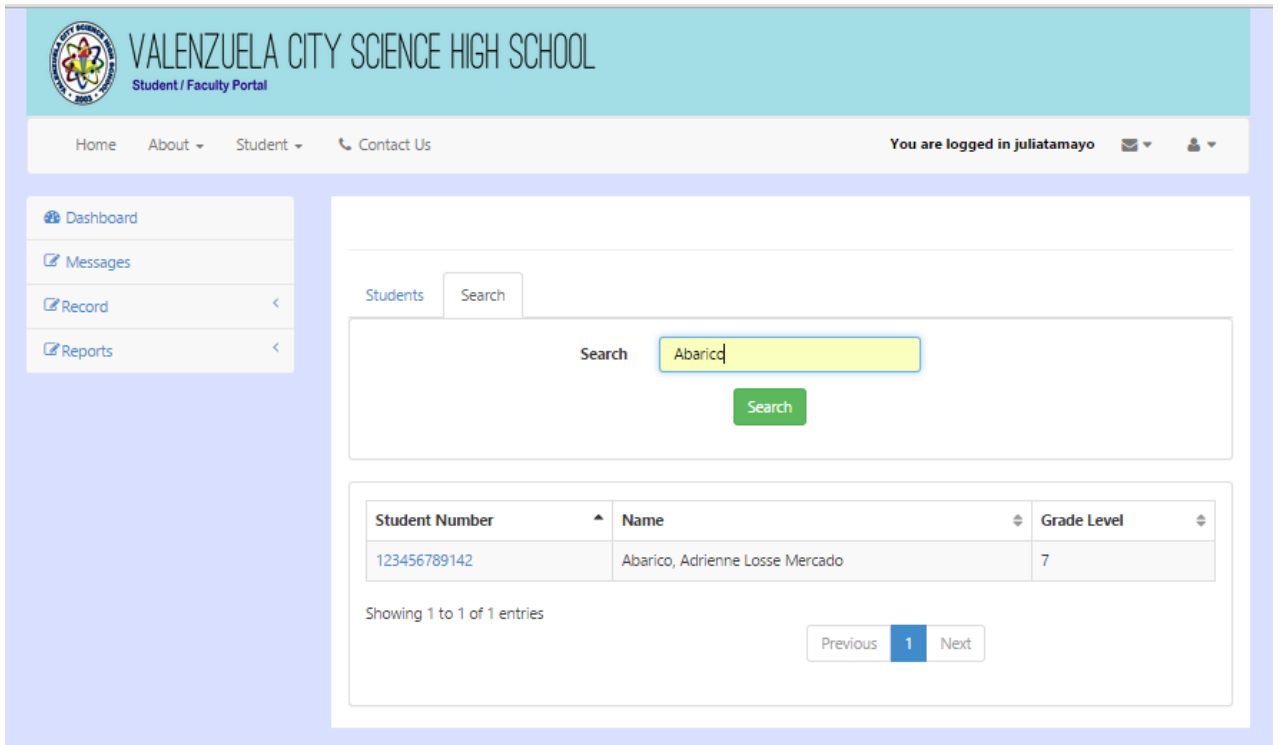 VALENZUELA CITY SCIENCE HIGH SCHOOL
Student / Faculty Portal
Home About Student Contact Us You are logged in juliatamayo
Dashboard
Messages
Record
Reports
Students Search
Search Abarico
Search
Student Number Name Grade Level
123456789142 Abarico, Adrienne Losse Mercado 7
Showing 1 to 1 of 1 entries
Previous 1 Next